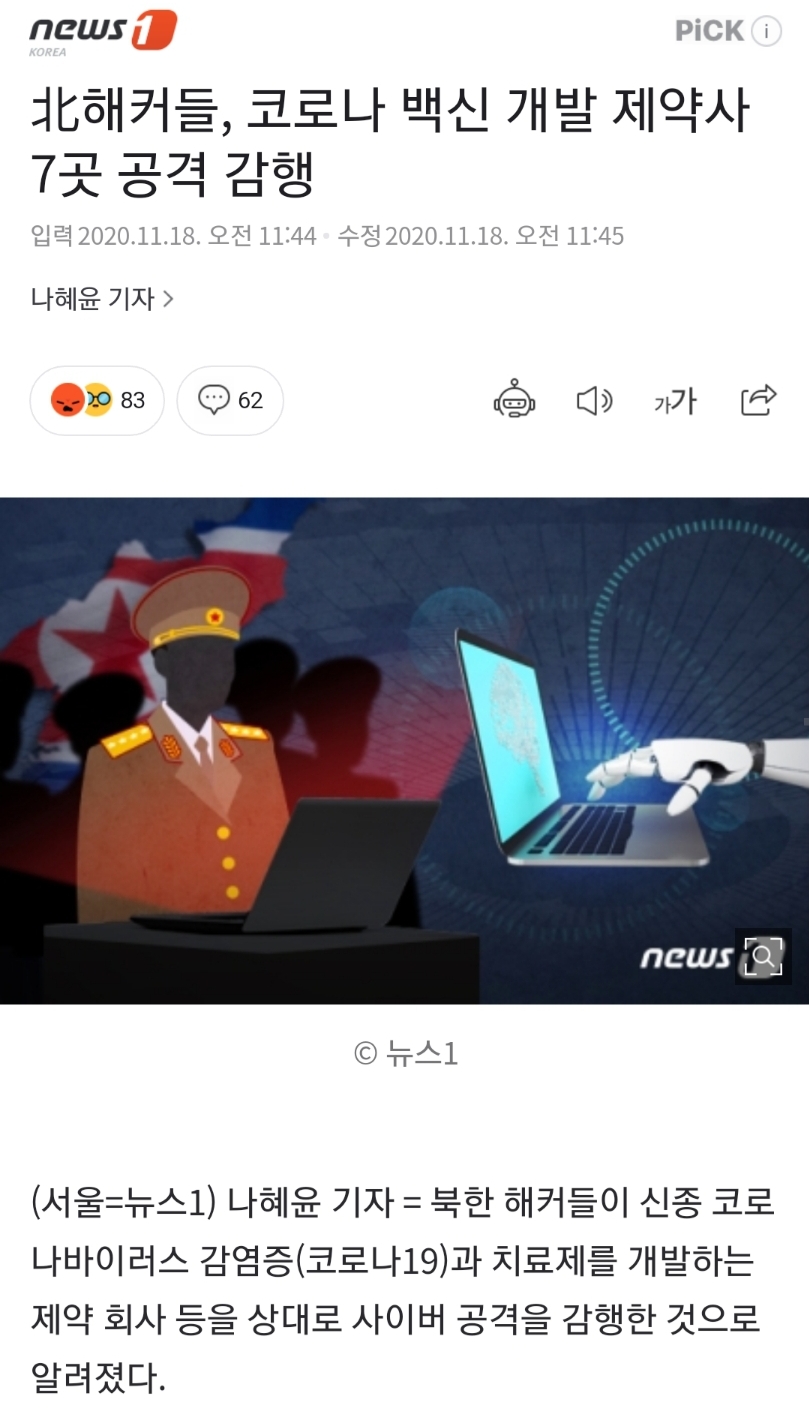 news1
KOREA
PiCK
北해커들, 코로나 백신 개발 제약사
7곳 공격 감행
입력 2020.11.18. 오전 11:44 · 수정 2020.11.18. 오전 11:45
나혜윤 기자 >
83
62
가가
news
© 뉴스1
(서울=뉴스1) 나혜윤 기자 = 북한 해커들이 신종 코로
나바이러스 감염증(코로나19)과 치료제를 개발하는
제약 회사 등을 상대로 사이버 공격을 감행한 것으로
알려졌다.